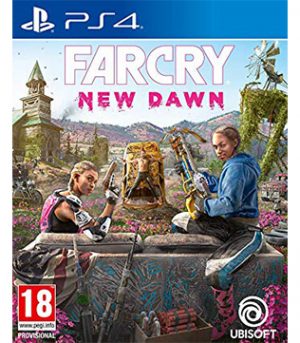 PS4
FARCRY
NEW DAWN
18
www.pegi.info
PROVISIONAL
UBISOFT